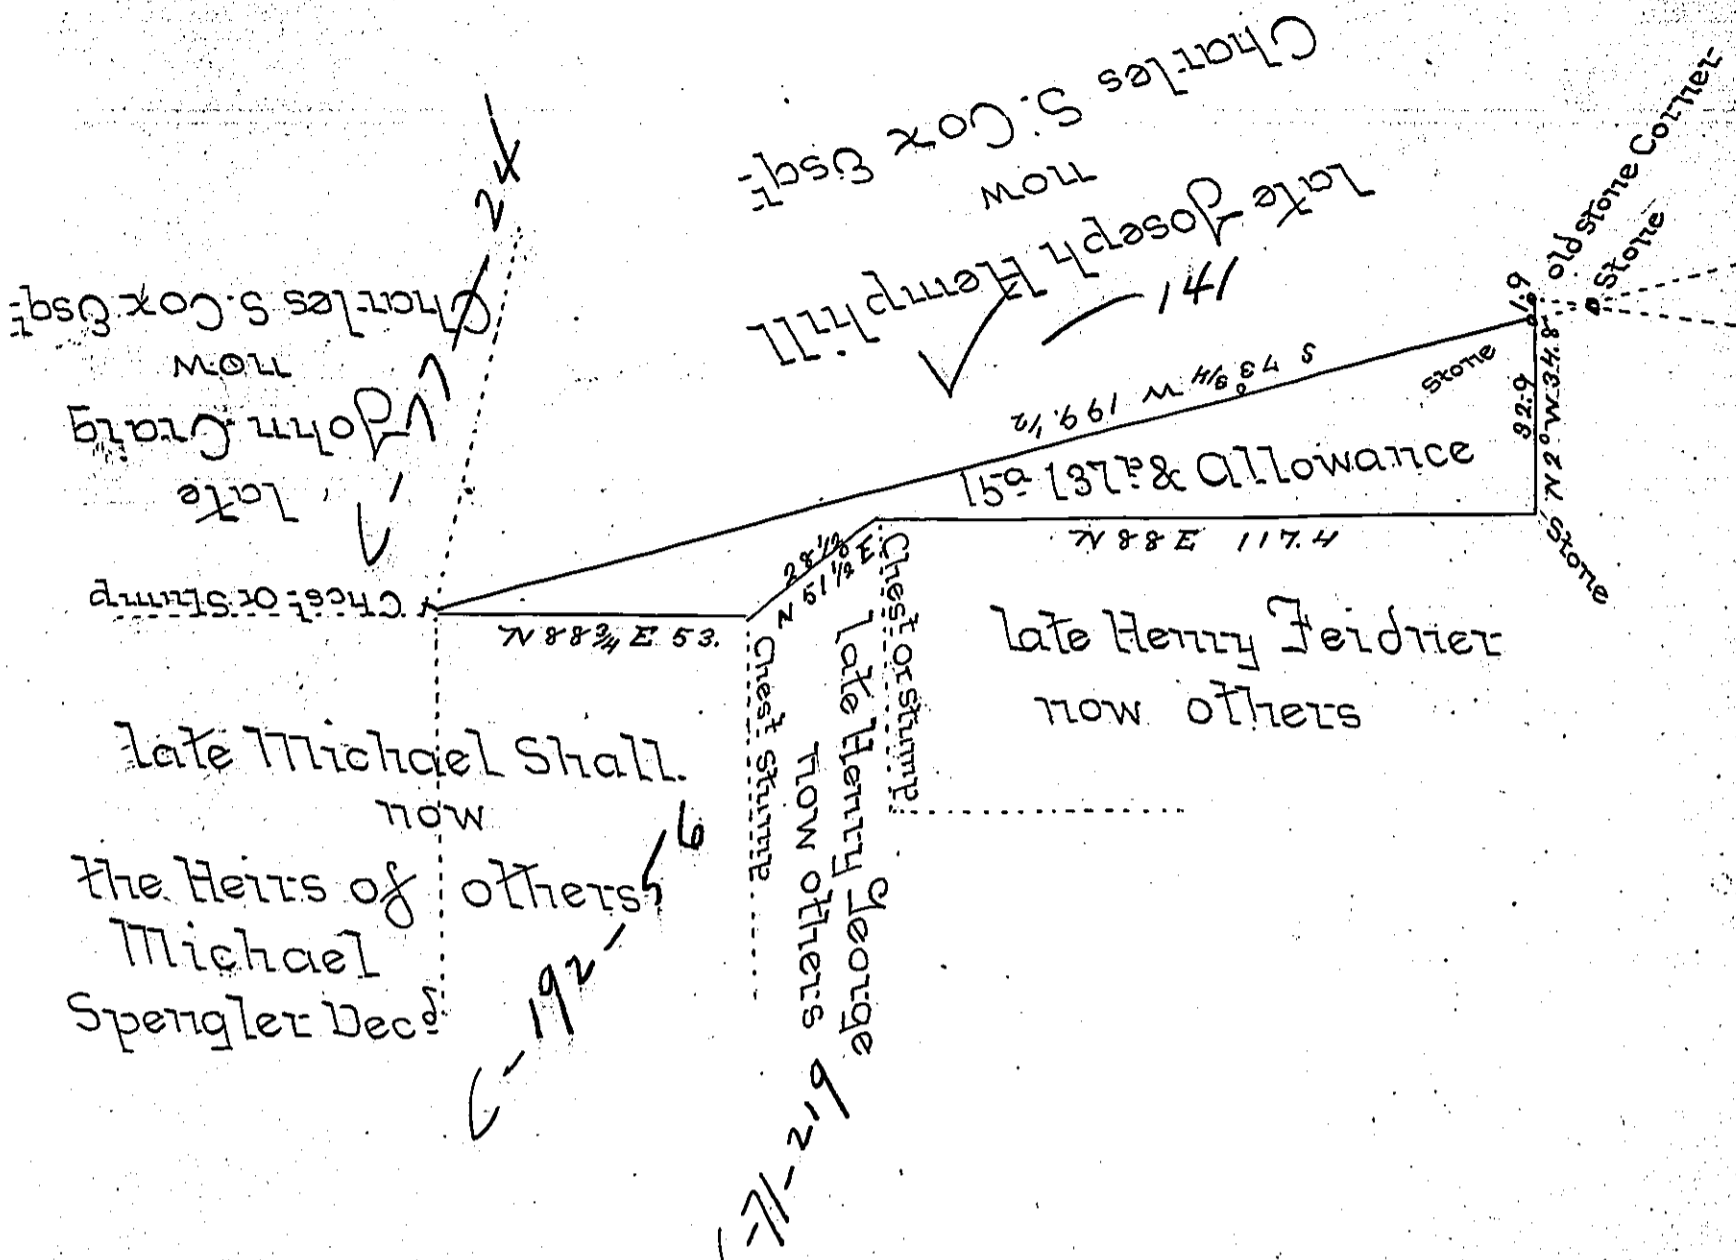 Charles S. Cox Esqr.
now
late Joseph Hemphill
141
old stone Corner
Stone
Charles S. Cox Esqr.
now
John Craig
late
S 73° 3/4 W 199. 1/2
Stone
1.9
32.9
N 2° W. 34.8
15a 137 p. & Allowance
N 88 E 117.4
Stone
Chest or Stump
N 88 3/4 E 53.
28 1/2
N 51 1/2 E
Chest Stump
Chest or stump
late Henry George
now others
late Henry Feidner
now others
late Michael Shall.
now
the Heirs of others
Michael
Spengler Decd.
C-192-
C-71-219